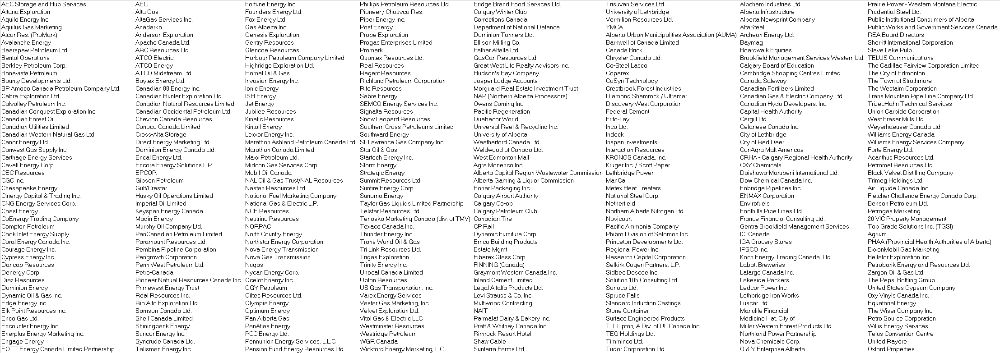 AEC Storage and Hub Services AEC Fortune Energy Inc. Phillips Petroleum Resources Ltd. Bridge Brand Food Services Ltd. Trisuvan Services Ltd. Albchem Industries Ltd. Prairie Power - Western Montana Electric
Altana Exploration Alta Gas Founders Energy Ltd. Pioneer / Chauvco Res. Calgary Winter Club University of Lethbridge Alberta Infrastructure Prudential Steel Ltd.
Aquilo Energy Inc. AltaGas Services Inc. Fox Energy Ltd. Piper Energy Inc. Corrections Canada Vermilion Resources Ltd. Alberta Newsprint Company Public Institutional Consumers of Alberta
Aquilus Gas Marketing Anadarko Gas Alberta Inc. Post Energy Department of National Defence YMCA AltaSteel Public Works and Government Services Canada
Atcor Res. (ProMark) Anderson Exploration Genesis Exploration Probe Exploration Dominion Tanners Ltd. Alberta Urban Municipalities Association (AUMA) Archean Energy Ltd. REA Board Directors
Avalanche Energy Apache Canada Ltd. Gentry Resources Progas Enterprises Limited Ellison Milling Co. Barnwell of Canada Limited Baymag Sherritt International Corporation
Bearspaw Petroleum Ltd. ARC Resources Ltd. Glencoe Resources Promark Falher Alfalfa Ltd. Canada Brick Boardwalk Equities Slave Lake Pulp
Bental Operations ATCO Electric Harbour Petroleum Company Limited Quantex Resources Ltd. GasCan Resources Ltd. Chrysler Canada Ltd. Brookfield Management Services Western Ltd. TELUS Communications
Berkley Petroleum Corp. ATCO Energy Highridge Exploration Ltd. Real Resources Great West Life Realty Advisors Inc. Co-Steel Lasco Calgary Board of Education The Cadillac Fairview Corporation Limited
Bonavista Petroleum ATCO Midstream Ltd. Hornet Oil & Gas Regent Resources Hudson's Bay Company Coparex Cambridge Shopping Centres Limited The City of Edmonton
Bounty Developments Ltd. Baytex Energy Ltd. Invasion Energy Inc. Richland Petroleum Corporation Jasper Lodge Accounts CoSyn Technology Canada Safeway The Town of Strathmore
BP Amoco Canada Petroleum Company Ltd. Canadian 88 Energy Inc. Ionic Energy Rife Resources Morguard Real Estate Investment Trust Crestbrook Forest Industries Canadian Fertilizers Limited The Westaim Corporation
Cabre Exploration Ltd Canadian Hunter Exploration Ltd. ISH Energy Sabre Energy NAP (Northern Alberta Processors) Diamond Shamrock / Ultramar Canadian Gas & Electric Company Ltd. Trans Mountain Pipe Line Company Ltd.
Calvalley Petroleum Inc. Canadian Natural Resources Limited Jet Energy SEMCO Energy Services Inc. Owens Corning Inc. Discovery West Corporation Canadian Hydo Developers, Inc. TrizecHahn Technical Services
Canadian Conquest Exploration Inc. Canadian Occidental Petroleum Ltd. Jubilee Resources Signalta Resources Pacific Regeneration Federal Cement Capital Health Authority Union Carbide Corporation
Canadian Forest Oil Chevron Canada Resources Kinetic Resources Snow Leopard Resources Quebecor World Frito-Lay Cargill Ltd. West Fraser Mills Ltd.
Canadian Utilities Limited Conoco Canada Limited Kintail Energy Southern Cross Petroleums Limited Universal Reel & Recycling Inc. Inco Ltd. Celanese Canada Inc. Weyerhaeuser Canada Ltd.
Canadian Western Natural Gas Ltd. Cross-Alta Storage Lexxor Energy Inc. Southward Energy University of Alberta Indeck City of Lethbridge Williams Energy Canada
Canor Energy Ltd. Direct Energy Marketing Ltd. Marathon Ashland Petroleum Canada Ltd. St. Lawrence Gas Company Inc. Weatherford Canada Ltd. Inspan Investments City of Red Deer Williams Energy Services Company
Canwest Gas Supply Inc. Dominion Energy Canada Ltd. Marathon Canada Limited Star Oil & Gas Weldwood of Canada Ltd. Interaction Resources ConAgra Malt Americas Forte Energy Ltd.
Carthage Energy Services Encal Energy Ltd. Maxx Petroleum Ltd. Startech Energy Inc. West Edmonton Mall KRONOS Canada, Inc. CRHA - Calgary Regional Health Authority Acanthus Resources Ltd.
Cavell Energy Corp. Encore Energy Solutions L.P. Midcon Gas Services Corp. Storm Energy Agra Monenco Inc. Kruger Inc. / Scott Paper CXY Chemicals Petromet Resources Ltd.
CEC Resources EPCOR Mobil Oil Canada Strategic Energy Alberta Capital Region Wastewater Commission Lethbridge Power Daishowa-Marubeni International Ltd. Black Velvet Distilling Company
CGC Inc. Gibson Petroleum NAL Oil & Gas Trust/NAL Resources Summit Resources Ltd. Alberta Gaming & Liquor Commission ManCal Dow Chemical Canada Inc. Trimeg Holdings Ltd.
Chesapeake Energy Gulf/Crestar Nastan Resources Ltd. Sunfire Energy Corp. Bonar Packaging Inc. Metex Heat Treaters Enbridge Pipelines Inc. Air Liquide Canada Inc.
Cinergy Capital & Trading Inc. Husky Oil Operations Limited National Fuel Marketing Company Sunoma Energy Calgary Airport Authority National Steel Corp. ENMAX Corporation Fletcher Challenge Energy Canada Corp.
CNG Energy Services Corp. Imperial Oil Limited National Gas & Electric L.P. Taylor Gas Liquids Limited Partnership Calgary Co-op Netherfield Envirofuels Benson Petroleum Ltd.
Coast Energy Keyspan Energy Canada NCE Resources Telstar Resources Ltd. Calgary Petroleum Club Northern Alberta Nitrogen Ltd. Foothills Pipe Lines Ltd Petrogas Marketing
CoEnergy Trading Company Magin Energy Neutrino Resources Tenaska Marketing Canada (div. of TMV) Canadian Tire Novicourt France Financial Consulting Ltd. 20 VIC Property Management
Compton Petroleum Murphy Oil Company Ltd. NORPAC Texaco Canada Inc. CP Rail Pacific Ammonia Company Gentra Brookfield Management Services Top Grade Solutions Inc. (TGSI)
Cook Inlet Energy Supply PanCanadian Petroleum Limited North Country Energy Thunder Energy Inc. Dynamic Furniture Corp. Phibro Division of Salomon Inc. ICI Canada Agrium
Coral Energy Canada Inc. Paramount Resources Ltd. Northstar Energy Corporation Trans World Oil & Gas Emco Building Products Princeton Developments Ltd. IGA Grocery Stores PHAA (Provincial Health Authorities of Alberta)
Courage Energy Inc. Pembina Pipeline Corporation Nova Energy Transmission Tri Link Resources Ltd. Estate Mgmt Regional Power Inc. IPSCO Inc. ExxonMobil Gas Marketing
Cypress Energy Inc. Pengrowth Corporation Nova Gas Transmission Trigas Exploration Fiberex Glass Corp. Research Capital Corporation Koch Energy Trading Canada, Ltd. Bellator Exploration Inc.
Dancap Resources Penn West Petroleum Ltd. Nugas Trinity Energy Inc. FINNING (Canada) Selkirk Cogen Partners, L.P. Labatt Breweries Petrobank Energy and Resources Ltd.
Denergy Corp. Petro-Canada Nycan Energy Corp. Unocal Canada Limited Graymont Western Canada Inc. Sidbec Doscoe Inc. Lafarge Canada Inc. Zargon Oil & Gas Ltd.
Diaz Resources Pioneer Natrual Resources Canada Inc. Ocelot Energy Inc. Upton Resources Inland Cement Limited Solution 105 Consulting Ltd. Lakeside Packers The Pepsi Bottling Group
Dominion Energy Primewest Energy Trust OGY Petroleum US Gas Transportation, Inc. Legal Alfalfa Products Ltd. Sonoco Ltd. Ledcor Power Inc. United States Gypsum Company
Dynamic Oil & Gas Inc. Real Resources Inc. Oiltec Resources Ltd. Varex Energy Services Levi Strauss & Co. Inc. Spruce Falls Lethbridge Iron Works Oxy Vinyls Canada Inc.
Edge Energy Inc. Rio Alto Exploration Ltd. Olympia Energy Vastar Gas Marketing, Inc. Multiwood Contracting Standard Induction Castings Luscar Ltd Equatorial Energy
Elk Point Resources Inc. Samson Canada Ltd. Optimum Energy Velvet Exploration Ltd. NAIT Stone Container Manulife Financial The Wiser Company Inc.
Enco Gas Ltd. Shell Canada Limited Pan Alberta Gas Vitol Gas & Electric LLC Parmalat Dairy & Bakery Inc. Surface Engineered Products Medicine Hat, City of Petro Source Corporation
Encounter Energy Inc. Shiningbank Energy PanAtlas Energy Westminster Resources Pratt & Whitney Canada Inc. T.J. Lipton, A Div. of UL Canada Inc. Millar Western Forest Products Ltd. Willis Energy Services
Enerplus Energy Marketing Inc. Suncor Energy Inc. PCC Energy Ltd. Westridge Petroleum Rimrock Resort Hotel TEG Holdings Ltd. Northland Power Partnership Telus Convention Centre
Engage Energy Syncrude Canada Ltd. Pennunion Energy Services, L.L.C WGR Canada Shaw Cable Timminco Ltd. Nova Chemicals Corp. United Rayore
EOTT Energy Canada Limited Partnership Talisman Energy Inc. Pension Fund Energy Resources Ltd Wickford Energy Marketing, L.C. Sunterra Farms Ltd. Tudor Corporation Ltd. O & Y Enterprise Alberta Oxford Properties